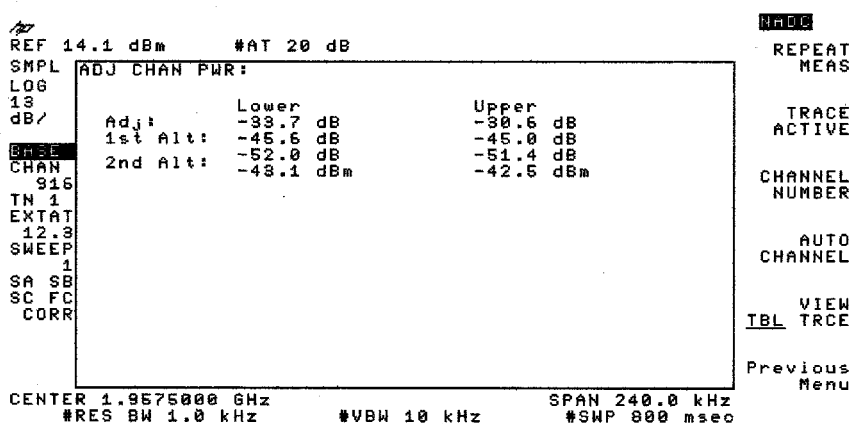 hp
NADC
REF 14.1 dBm #AT 20 dB
REPEAT
MEAS
SMPL
LOG
13
dB/
ADJ CHAN PWR:
Lower Upper
Adj: -33.7 dB -30.6 dB
1st Alt: -45.6 dB -45.0 dB
2nd Alt: -52.0 dB -51.4 dB
-43.1 dBm -42.5 dBm
BASE
CHAN
916
TN 1
EXTAT
12.3
SWEEP
1
SA SB
SC FC
CORR
TRACE
ACTIVE
CHANNEL
NUMBER
AUTO
CHANNEL
VIEW
TBL TRCE
Previous
Menu
CENTER 1.9575000 GHz SPAN 240.0 kHz
#RES BW 1.0 kHz #VBW 10 kHz #SWP 800 msec